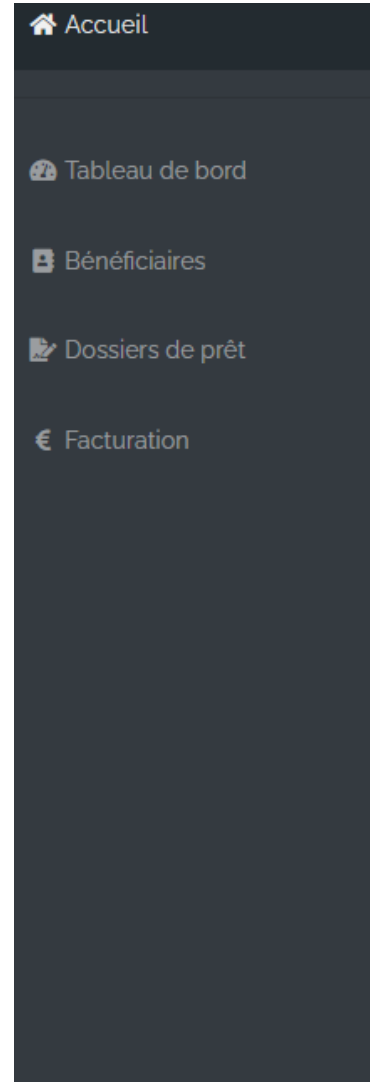 Accueil
Tableau de bord
Bénéficiaires
Dossiers de prêt
€ Facturation